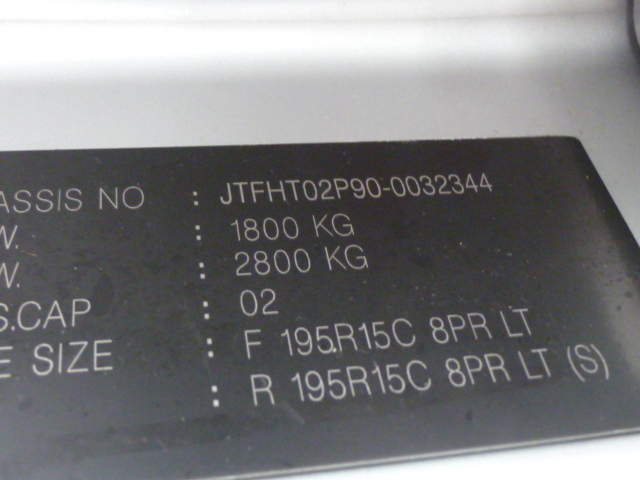 ASSIS NO : JTFHT02P90-0032344
W. : 1800 KG
W. : 2800 KG
S.CAP : 02
E SIZE : F 195R15C 8PR LT
: R 195R15C 8PR LT (S)